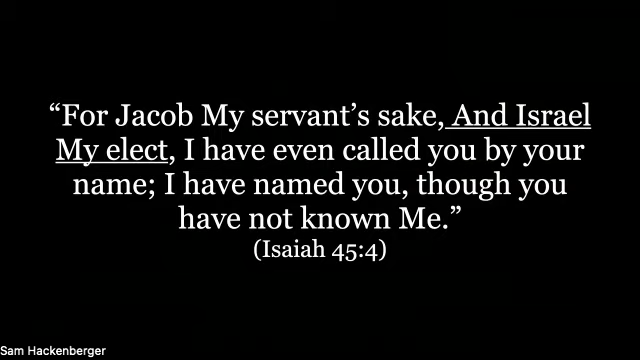 “For Jacob My servant’s sake, And Israel
My elect, I have even called you by your
name; I have named you, though you
have not known Me.”
(Isaiah 45:4)
Sam Hackenberger